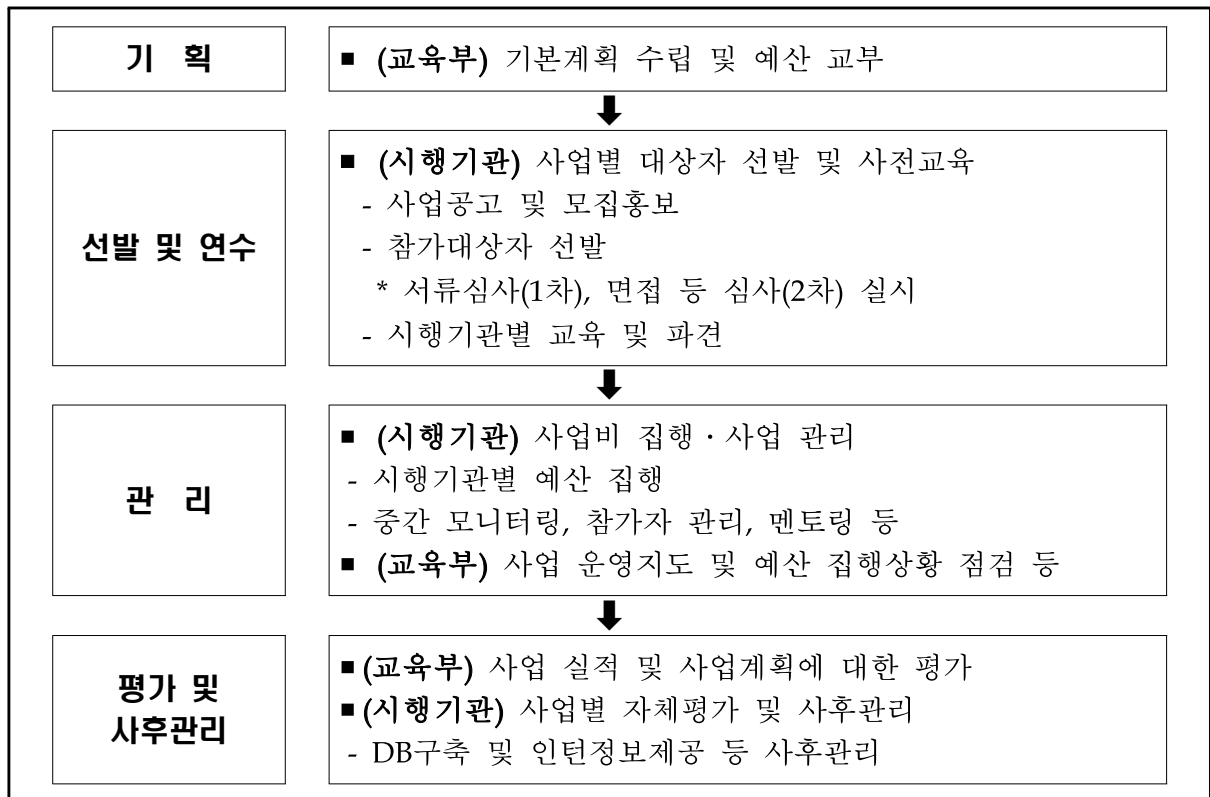 기 획
■ (교육부) 기본계획 수립 및 예산 교부
선발 및 연수
■ (시행기관) 사업별 대상자 선발 및 사전교육
- 사업공고 및 모집홍보
- 참가대상자 선발
* 서류심사(1차), 면접 등 심사(2차) 실시
- 시행기관별 교육 및 파견
관 리
■ (시행기관) 사업비 집행・사업 관리
- 시행기관별 예산 집행
- 중간 모니터링, 참가자 관리, 멘토링 등
■ (교육부) 사업 운영지도 및 예산 집행상황 점검 등
평가 및
사후관리
■ (교육부) 사업 실적 및 사업계획에 대한 평가
■ (시행기관) 사업별 자체평가 및 사후관리
- DB구축 및 인턴정보제공 등 사후관리